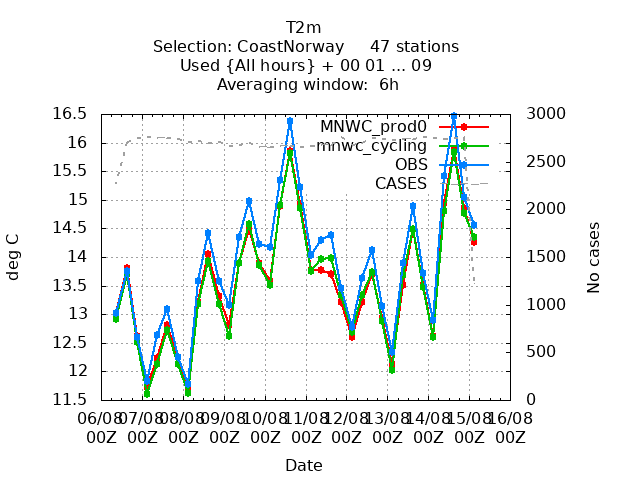 T2m
Selection: CoastNorway 47 stations
Used {All hours} + 00 01 ... 09
Averaging window: 6h
16.5
16
15.5
15
14.5
14
13.5
13
12.5
12
11.5
deg C
MNWC_prod0
mnwc_cycling
OBS
CASES
3000
2500
2000
1500
1000
500
0
No cases
06/08 07/08 08/08 09/08 10/08 11/08 12/08 13/08 14/08 15/08 16/08
00Z 00Z 00Z 00Z 00Z 00Z 00Z 00Z 00Z 00Z 00Z
Date